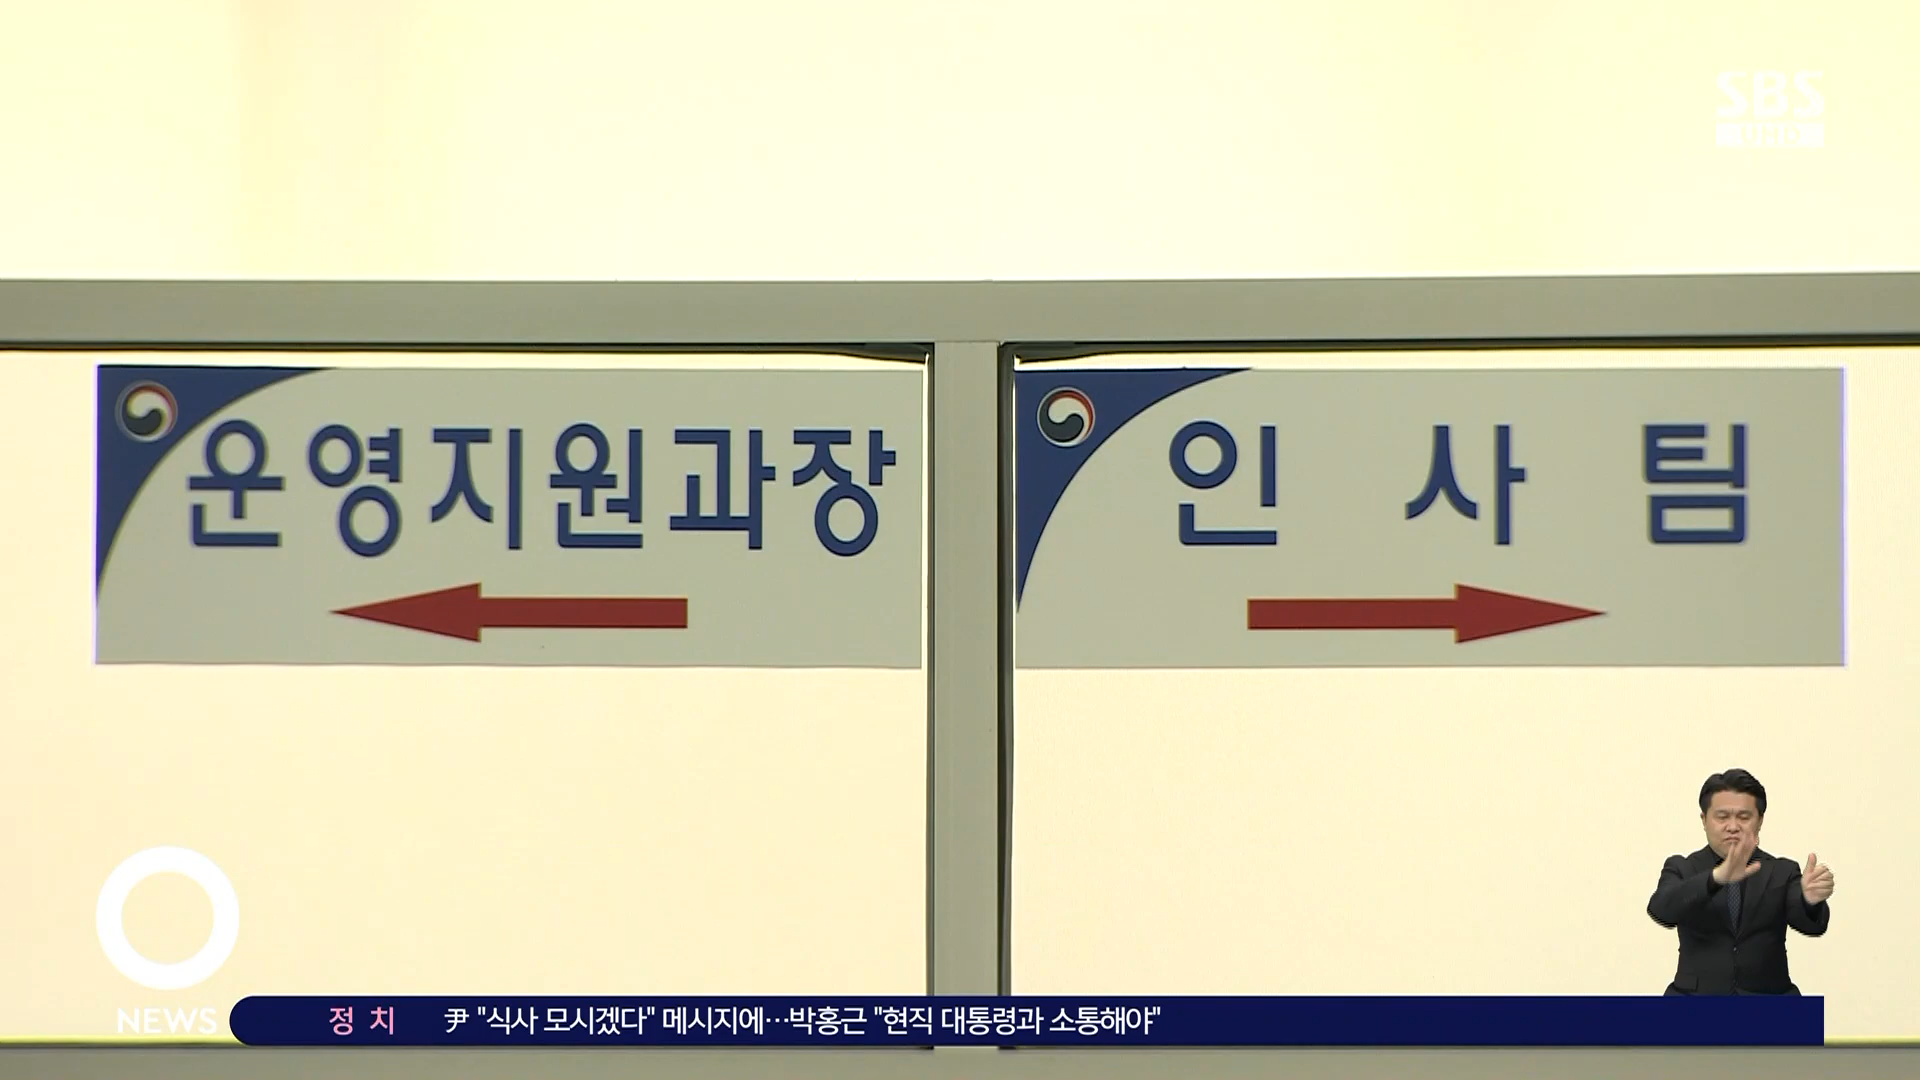 SBS
UHD
운영지원과장
인 사 팀
NEWS
정 치 尹 "식사 모시겠다" 메시지에…박홍근 "현직 대통령과 소통해야"